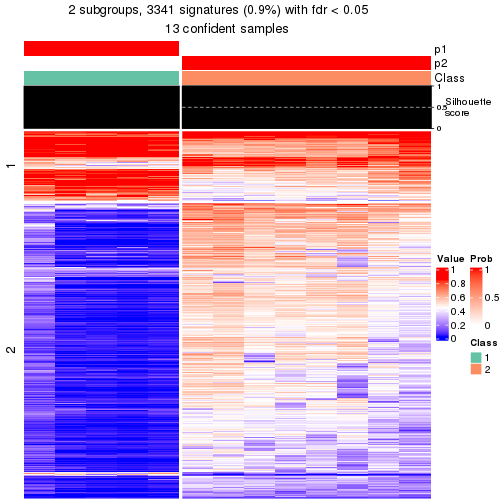 2 subgroups, 3341 signatures (0.9%) with fdr < 0.05
13 confident samples
p1
p2
Class
1
0.5
0
Silhouette
score
1
2
Value
1
0.8
0.6
0.4
0.2
0
Prob
1
0.5
0
Class
1
2